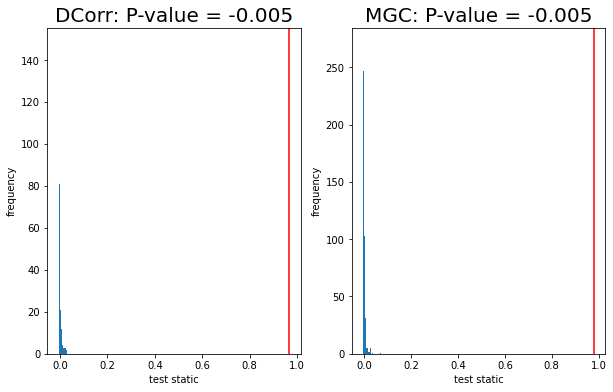 DCorr: P-value = -0.005
MGC: P-value = -0.005
140
120
100
80
60
40
20
0
frequency
0.0 0.2 0.4 0.6 0.8 1.0
test static
250
200
150
100
50
0
frequency
0.0 0.2 0.4 0.6 0.8 1.0
test static